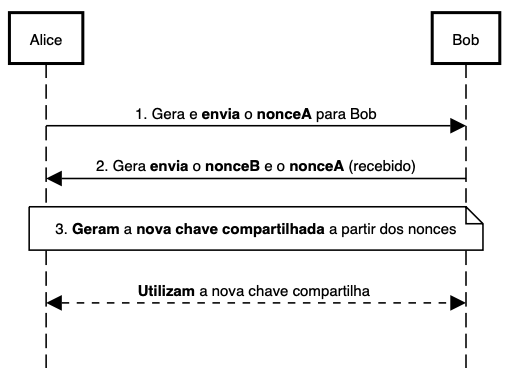 Alice
Bob
1. Gera e envia o nonceA para Bob
2. Gera envia o nonceB e o nonceA (recebido)
3. Geram a nova chave compartilhada a partir dos nonces
Utilizam a nova chave compartilha